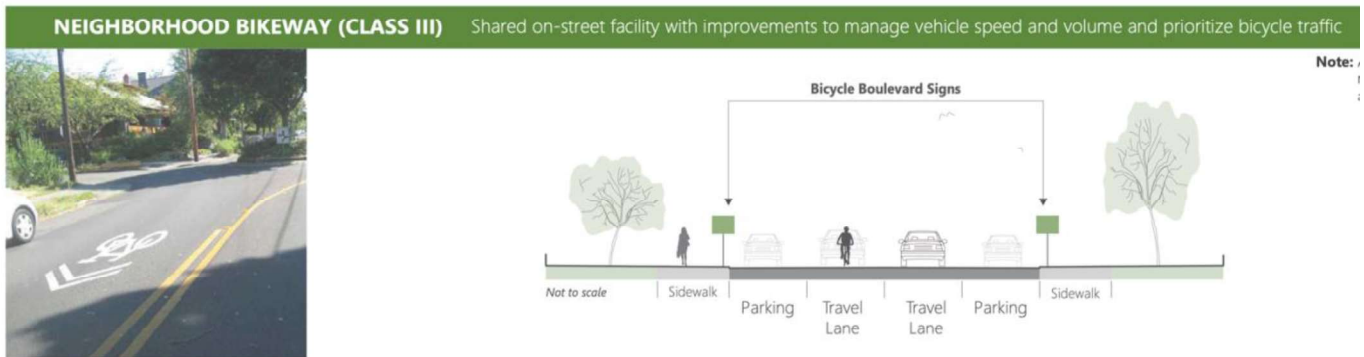 NEIGHBORHOOD BIKEWAY (CLASS III) Shared on-street facility with improvements to manage vehicle speed and volume and prioritize bicycle traffic
Note:
Bicycle Boulevard Signs
Not to scale
Sidewalk
Parking
Travel
Lane
Travel
Lane
Parking
Sidewalk